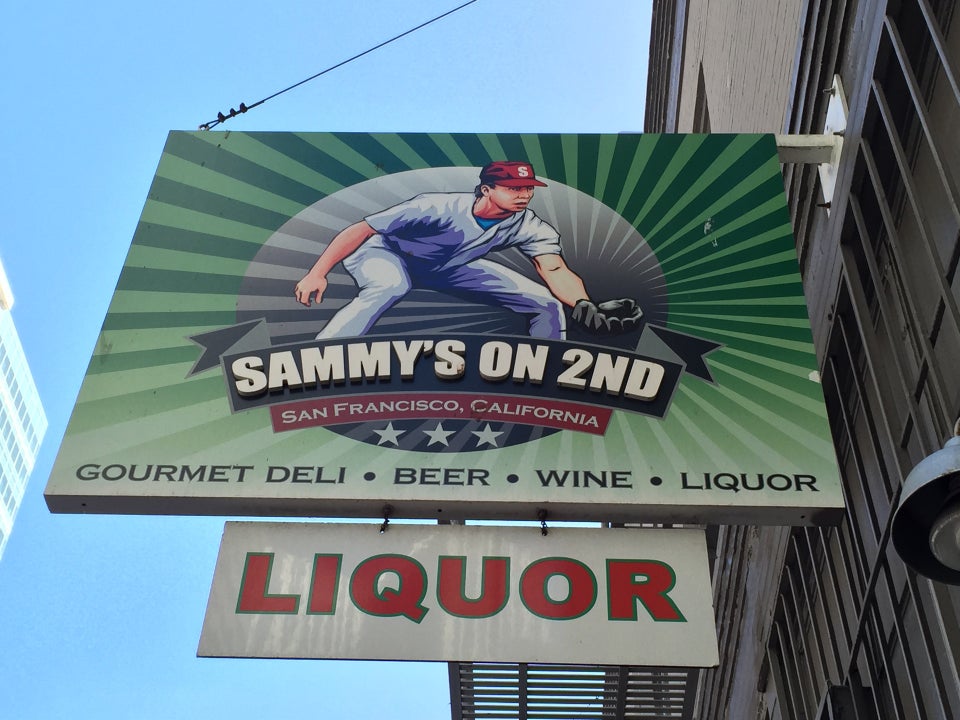 S
SAMMY'S ON 2ND
SAN FRANCISCO, CALIFORNIA
GOURMET DELI • BEER • WINE • LIQUOR
LIQUOR